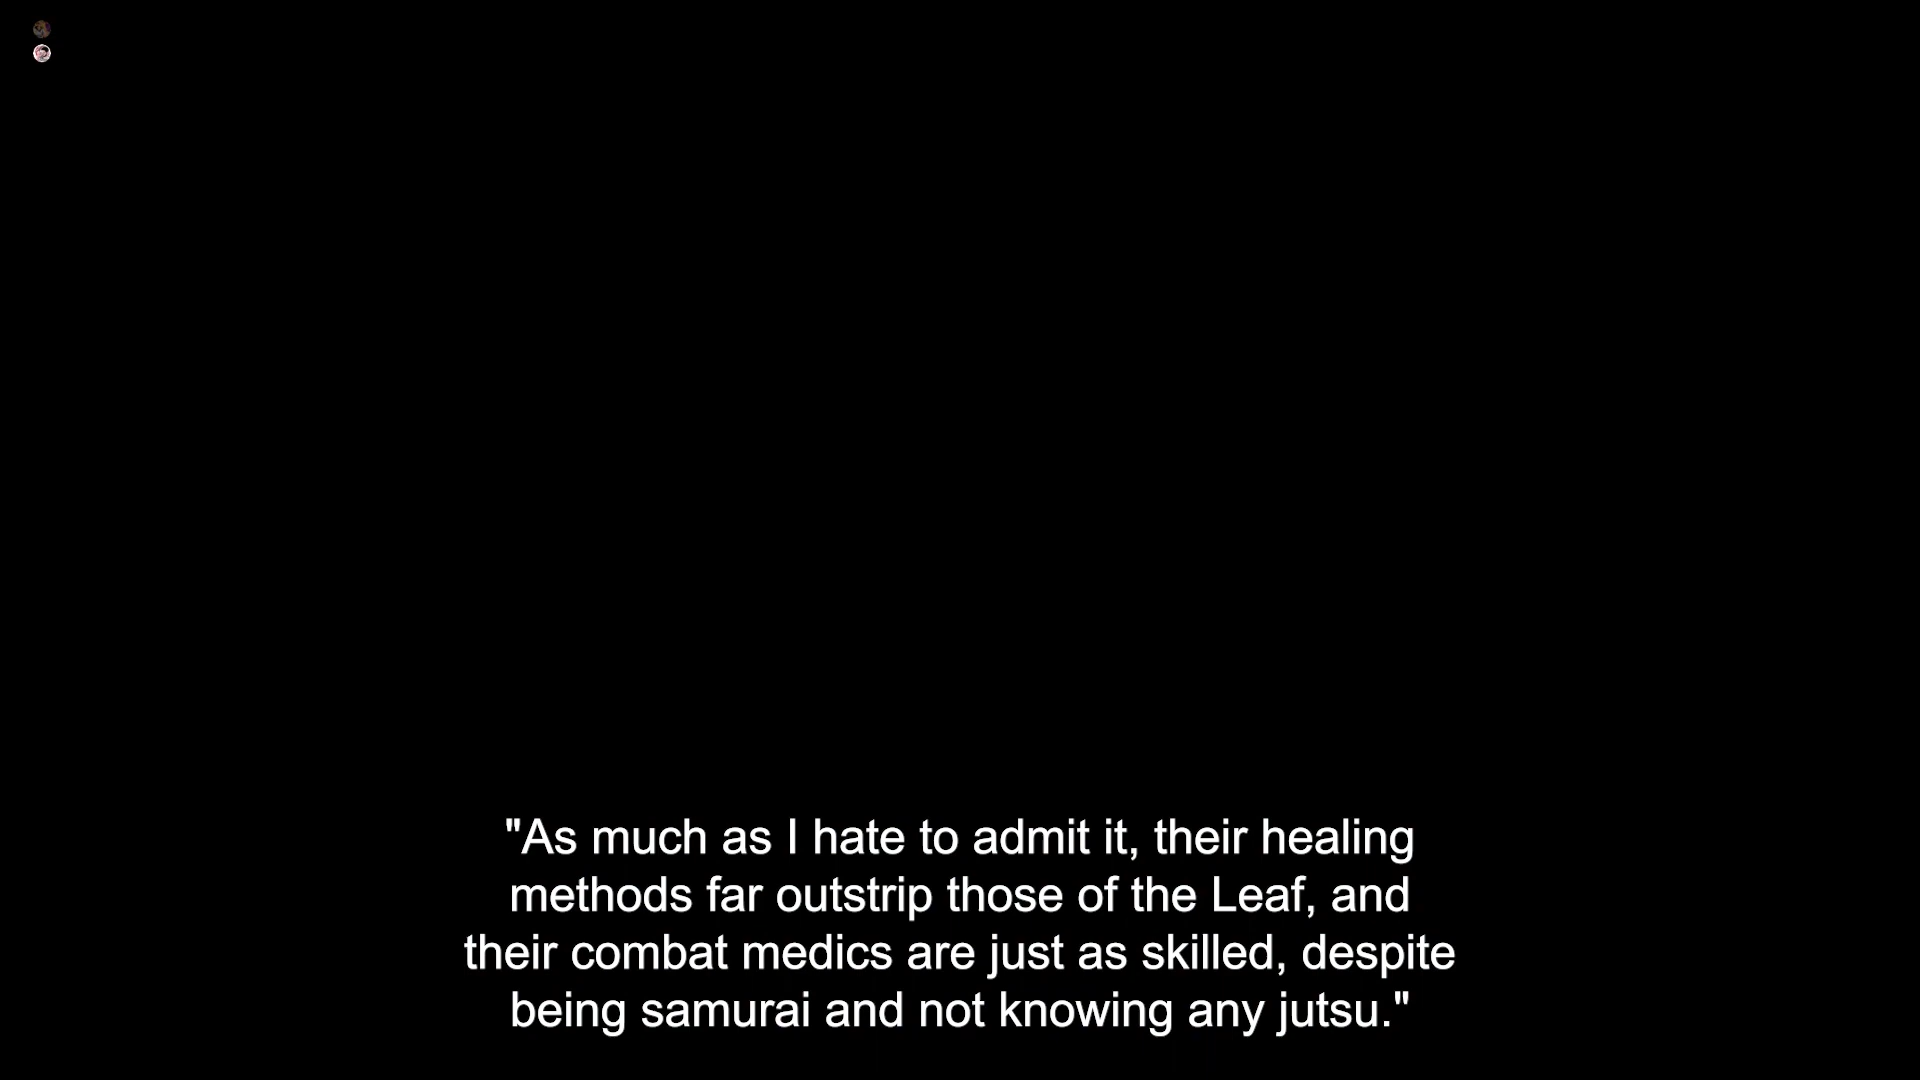 "As much as I hate to admit it, their healing
methods far outstrip those of the Leaf, and
their combat medics are just as skilled, despite
being samurai and not knowing any jutsu."